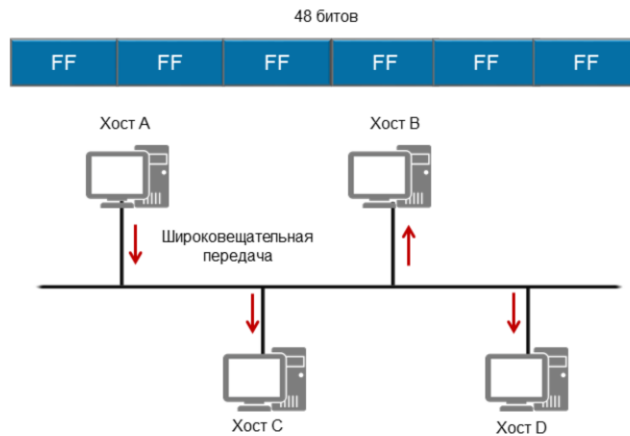 48 битов
FF FF FF FF FF FF
Хост A
Хост B
Широковещательная
передача
Хост C
Хост D